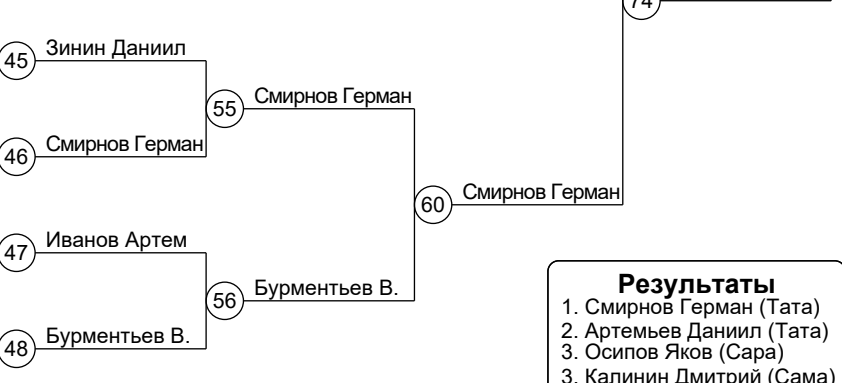 74
45 Зинин Даниил
55 Смирнов Герман
46 Смирнов Герман
60 Смирнов Герман
47 Иванов Артем
56 Бурментьев В.
48 Бурментьев В.
Результаты
1. Смирнов Герман (Тата)
2. Артемьев Даниил (Тата)
3. Осипов Яков (Сара)
3. Калинин Дмитрий (Сама)